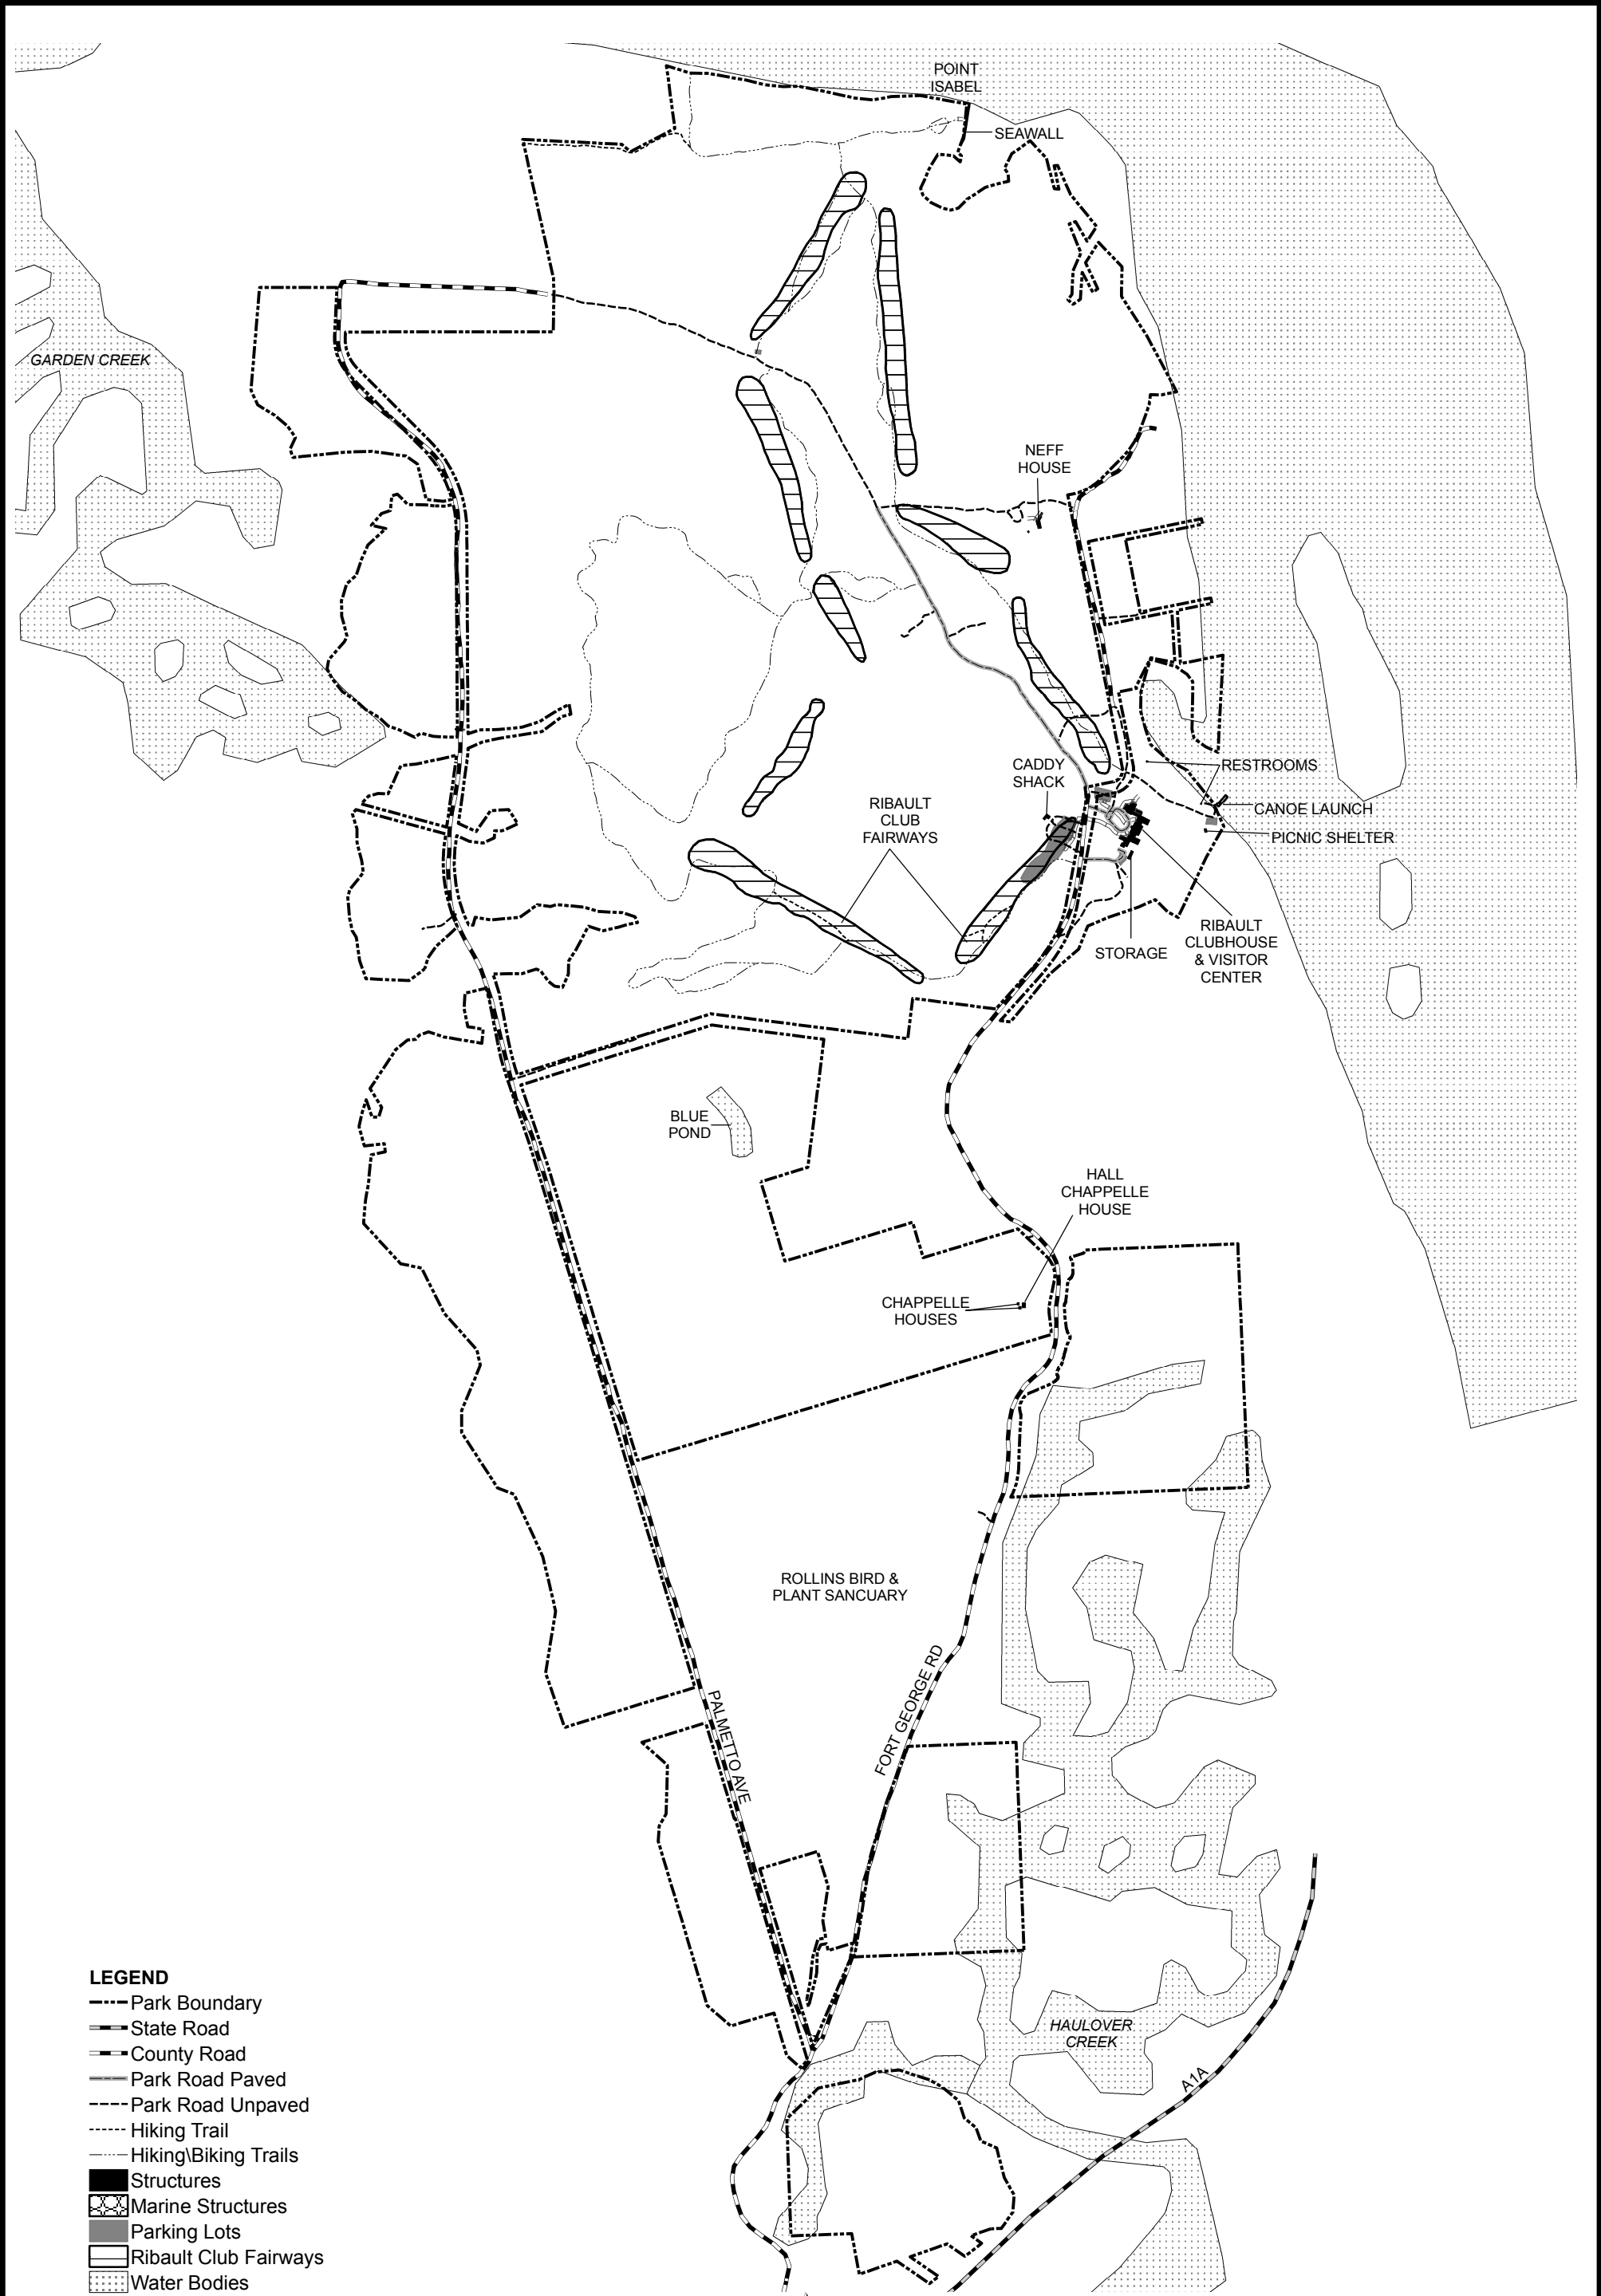 POINT
ISABEL
SEAWALL
GARDEN CREEK
NEFF
HOUSE
CADDY
SHACK
RESTROOMS
CANOE LAUNCH
PICNIC SHELTER
RIBAULT
CLUB
FAIRWAYS
STORAGE
RIBAULT
CLUBHOUSE
& VISITOR
CENTER
BLUE
POND
HALL
CHAPPELLE
HOUSE
CHAPPELLE
HOUSES
ROLLINS BIRD &
PLANT SANCUARY
FORT GEORGE RD
PALMETTO AVE
HAULOVER
CREEK
A1A
LEGEND
Park Boundary
State Road
County Road
Park Road Paved
Park Road Unpaved
Hiking Trail
Hiking\Biking Trails
Structures
Marine Structures
Parking Lots
Ribault Club Fairways
Water Bodies